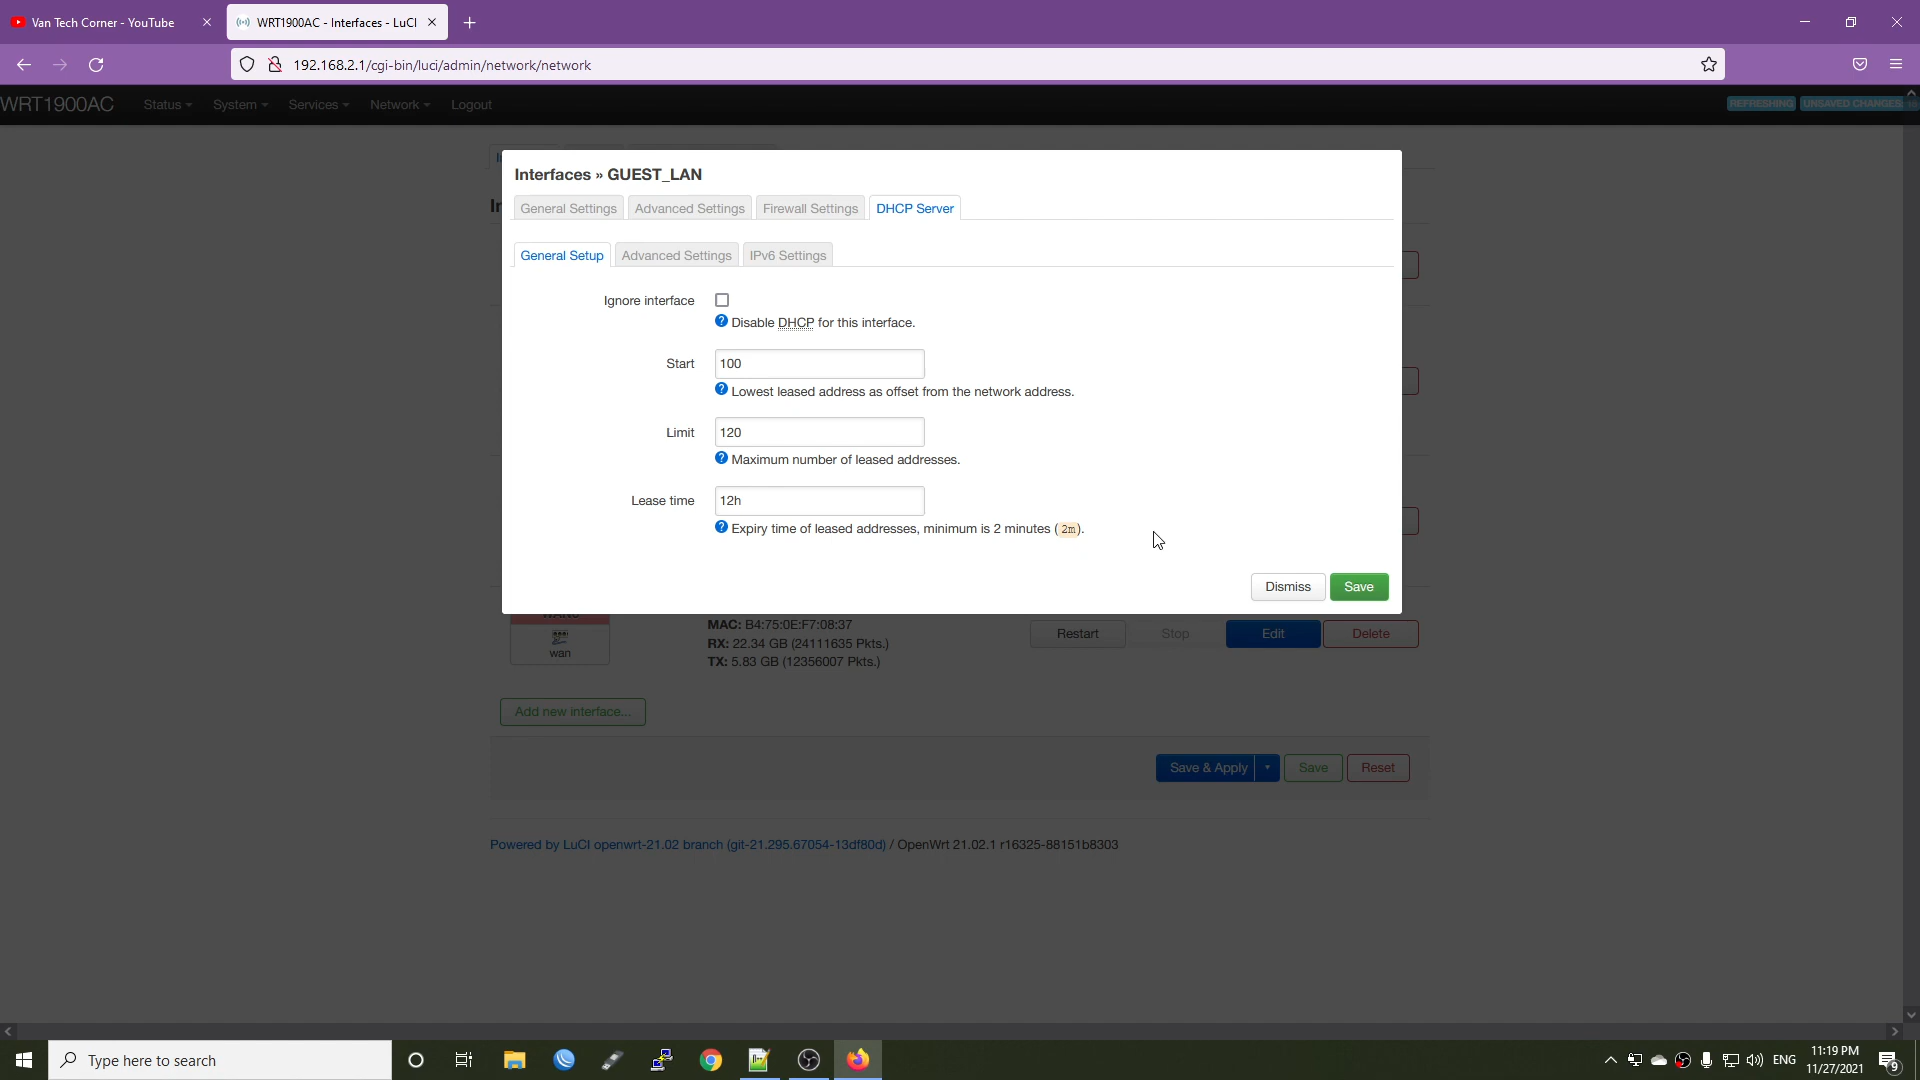 Van Tech Corner - YouTube
WRT1900AC - Interfaces - LuCI
192.168.2.1/cgi-bin/luci/admin/network/network
WRT1900AC
Status
System
Services
Network
Logout
REFRESHING
UNSAVED CHANGES:
Interfaces » GUEST_LAN
General Settings
Advanced Settings
Firewall Settings
DHCP Server
General Setup
Advanced Settings
IPv6 Settings
Ignore interface
Disable DHCP for this interface.
Start
100
Lowest leased address as offset from the network address.
Limit
120
Maximum number of leased addresses.
Lease time
12h
Expiry time of leased addresses, minimum is 2 minutes (2m).
Dismiss
Save
wan
MAC: B4:75:0E:F7:08:37
RX: 22.34 GB (24111635 Pkts.)
TX: 5.83 GB (12356007 Pkts.)
Restart
Stop
Edit
Delete
Add new interface...
Save & Apply
Save
Reset
Powered by LuCI openwrt-21.02 branch (git-21.295.67054-13df80d) / OpenWrt 21.02.1 r16325-88151b8303
Type here to search
ENG
11:19 PM
11/27/2021
9